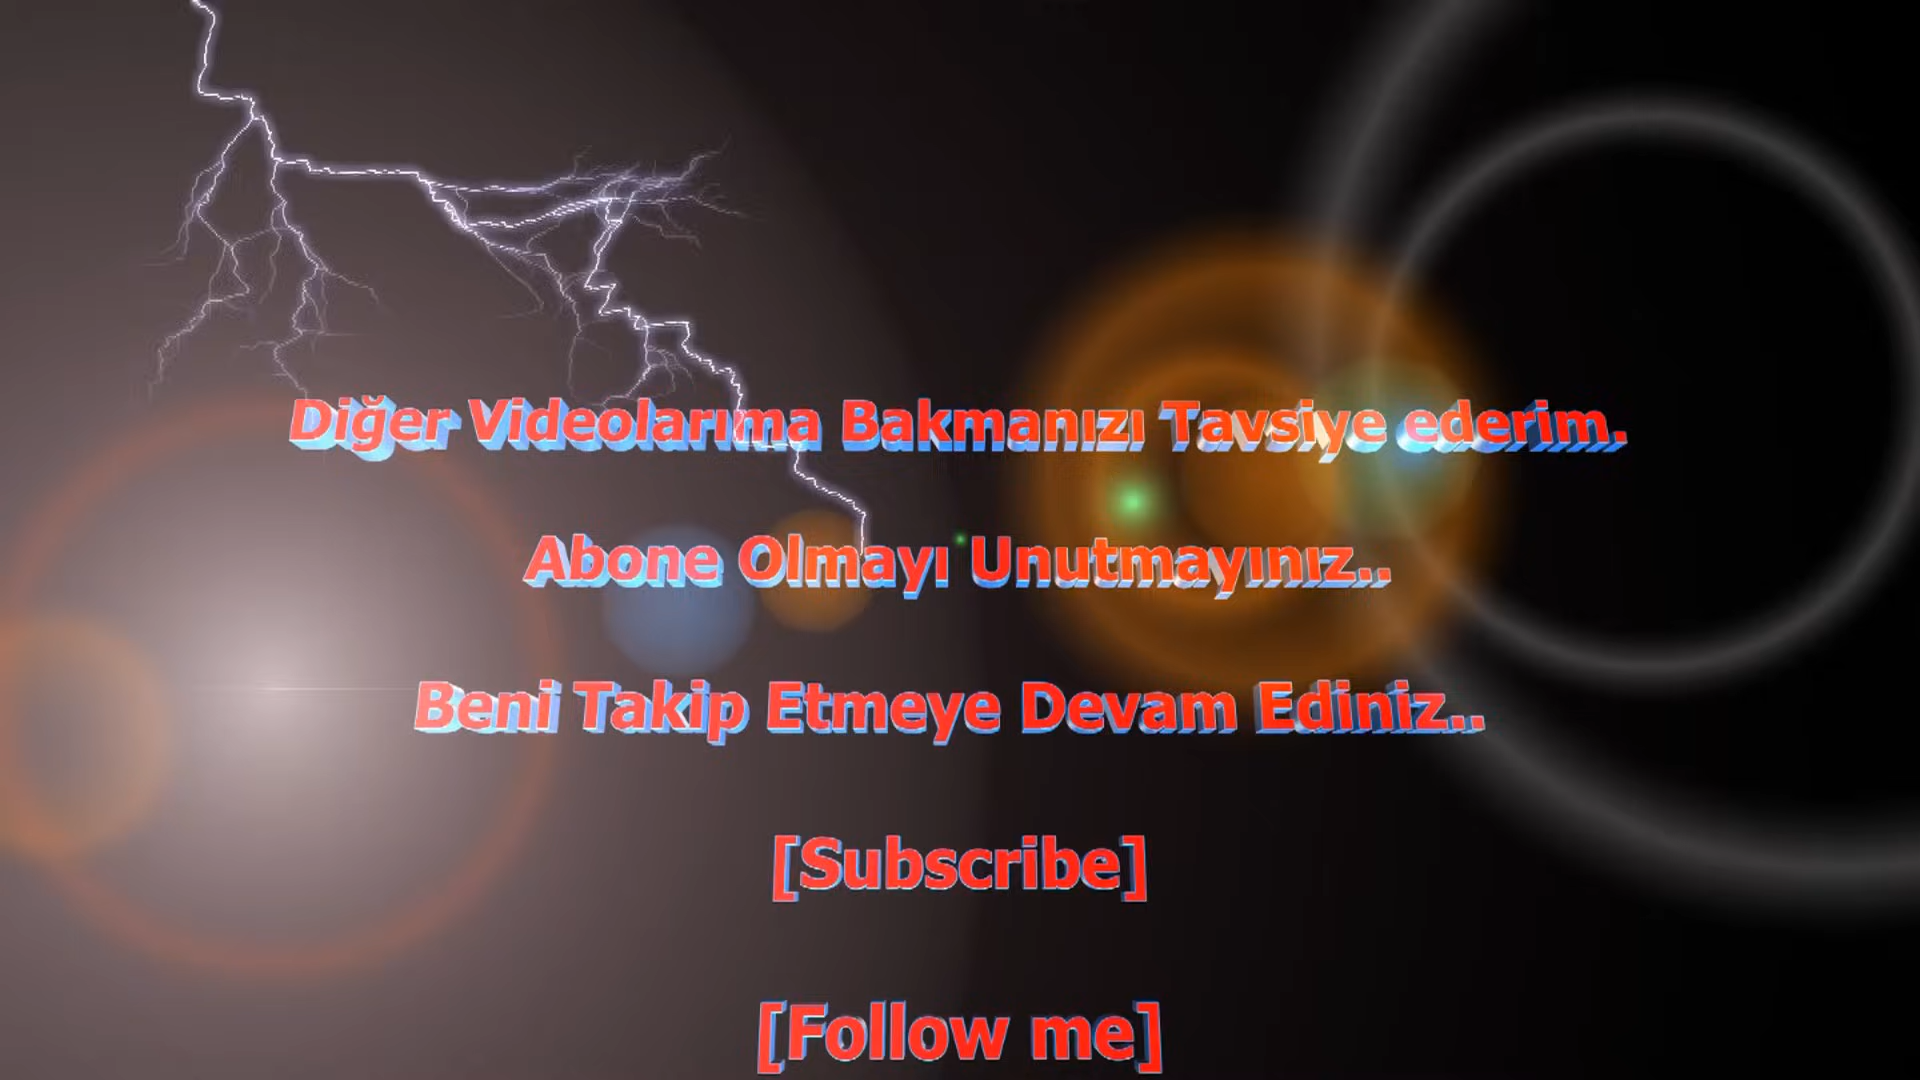 Diğer Videolarıma Bakmanızı Tavsiye ederim.
Abone Olmayı Unutmayınız..
Beni Takip Etmeye Devam Ediniz..
[Subscribe]
[Follow me]